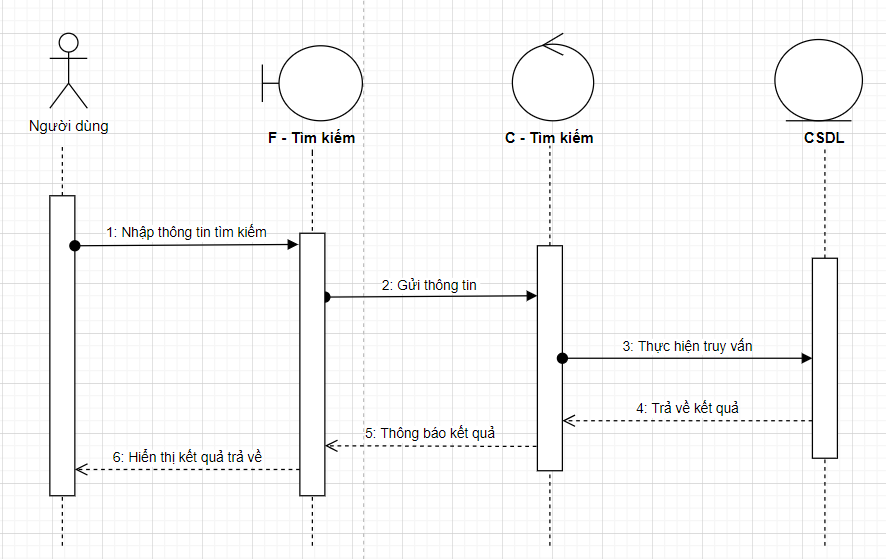 Người dùng
F - Tìm kiếm
C - Tìm kiếm
CSDL
1: Nhập thông tin tìm kiếm
2: Gửi thông tin
3: Thực hiện truy vấn
4: Trả về kết quả
5: Thông báo kết quả
6: Hiển thị kết quả trả về